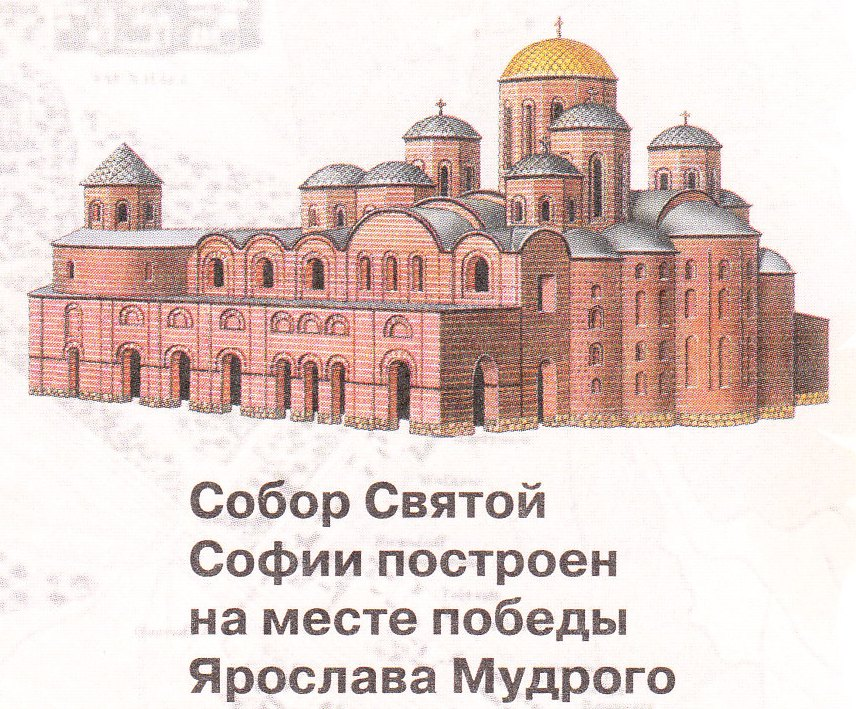 Собор Святой
Софии построен
на месте победы
Ярослава Мудрого